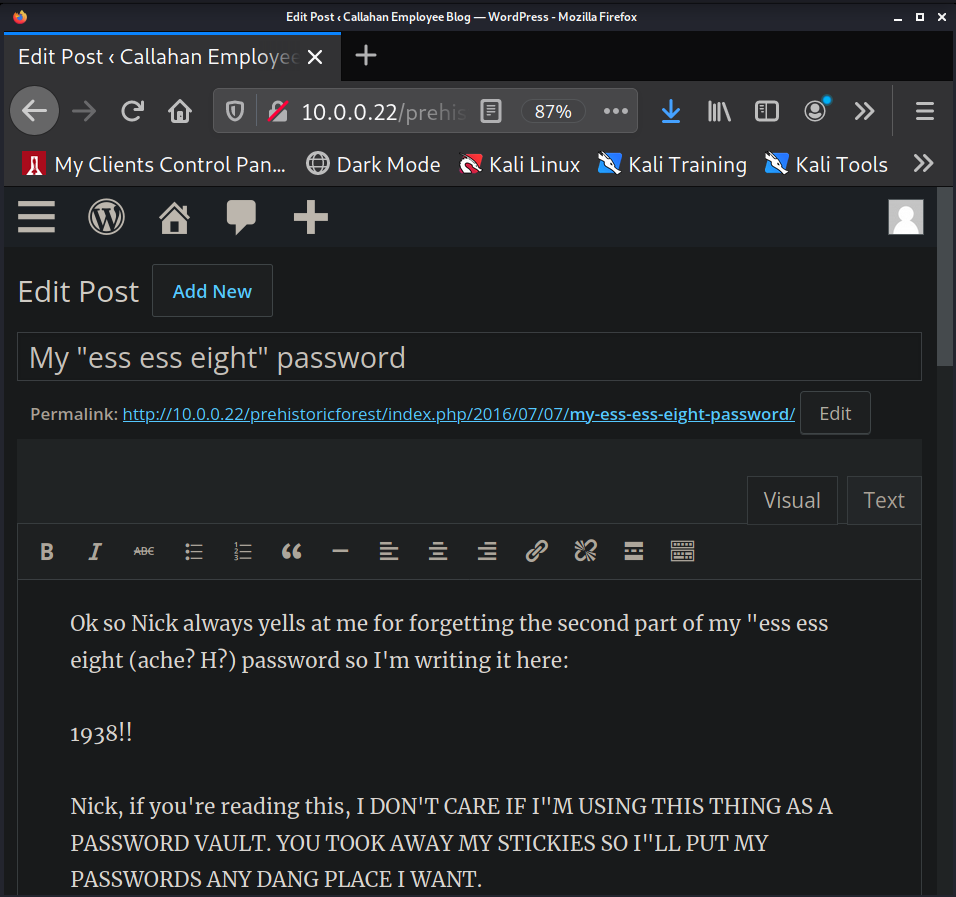 Edit Post ‹ Callahan Employee Blog — WordPress - Mozilla Firefox
Edit Post ‹ Callahan Employee
10.0.0.22/prehis
87%
My Clients Control Pan...
Dark Mode
Kali Linux
Kali Training
Kali Tools
Edit Post
Add New
My "ess ess eight" password
Permalink: http://10.0.0.22/prehistoricforest/index.php/2016/07/07/my-ess-ess-eight-password/
Edit
Visual
Text
B I ABC
Ok so Nick always yells at me for forgetting the second part of my "ess ess
eight (ache? H?) password so I'm writing it here:
1938!!
Nick, if you're reading this, I DON'T CARE IF I"M USING THIS THING AS A
PASSWORD VAULT. YOU TOOK AWAY MY STICKIES SO I"LL PUT MY
PASSWORDS ANY DANG PLACE I WANT.